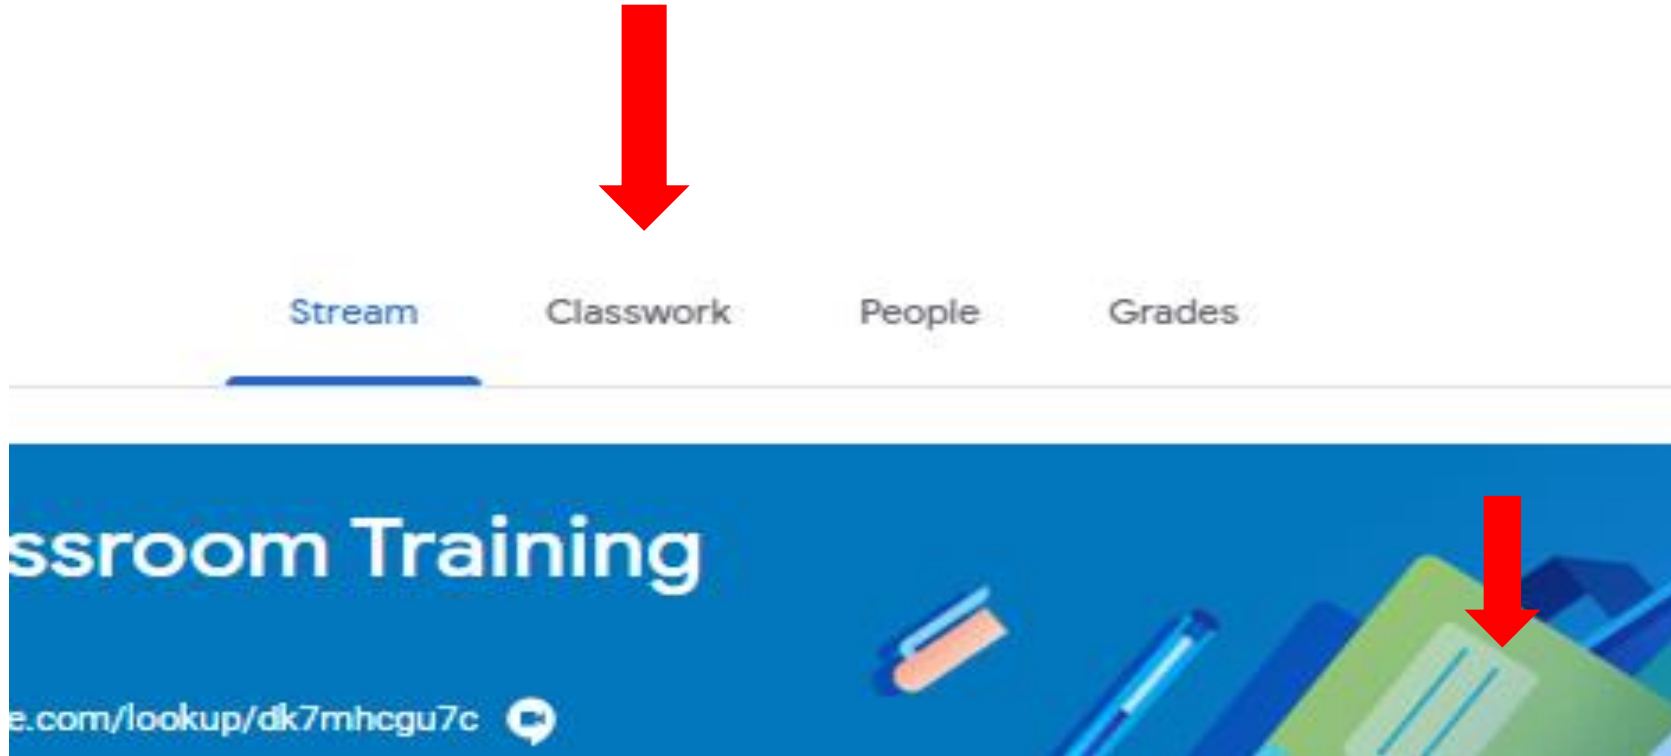 Stream Classwork People Grades
ssroom Training
e.com/lookup/dk7mhcgu7c